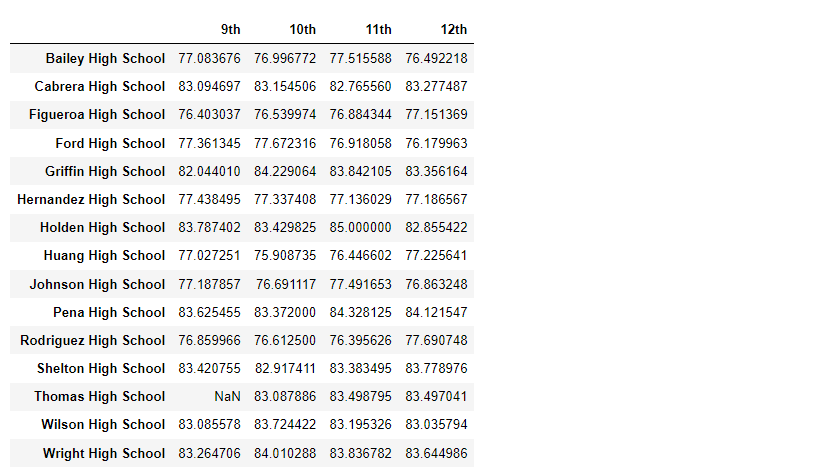 9th 10th 11th 12th
Bailey High School 77.083676 76.996772 77.515588 76.492218
Cabrera High School 83.094697 83.154506 82.765560 83.277487
Figueroa High School 76.403037 76.539974 76.884344 77.151369
Ford High School 77.361345 77.672316 76.918058 76.179963
Griffin High School 82.044010 84.229064 83.842105 83.356164
Hernandez High School 77.438495 77.337408 77.136029 77.186567
Holden High School 83.787402 83.429825 85.000000 82.855422
Huang High School 77.027251 75.908735 76.446602 77.225641
Johnson High School 77.187857 76.691117 77.491653 76.863248
Pena High School 83.625455 83.372000 84.328125 84.121547
Rodriguez High School 76.859966 76.612500 76.395626 77.690748
Shelton High School 83.420755 82.917411 83.383495 83.778976
Thomas High School NaN 83.087886 83.498795 83.497041
Wilson High School 83.085578 83.724422 83.195326 83.035794
Wright High School 83.264706 84.010288 83.836782 83.644986